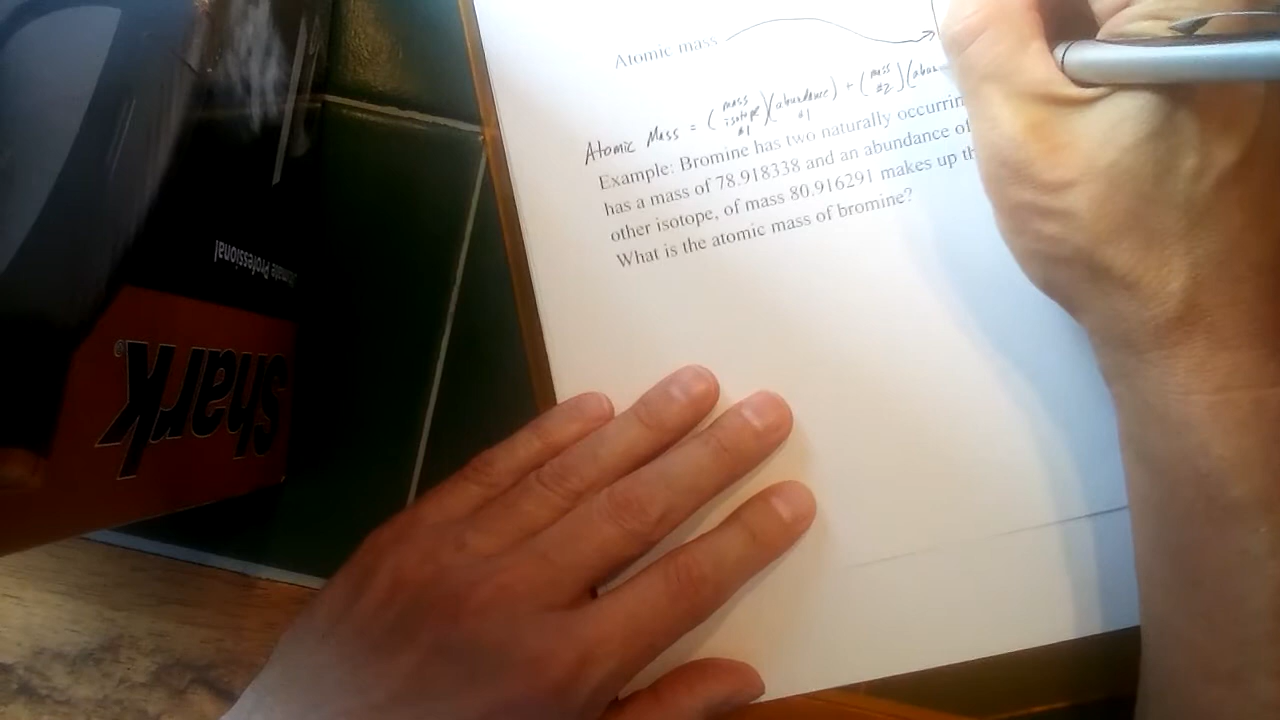 Atomic mass
Atomic Mass = (mass isotope #1)(abundance #1) + (mass #2)(abun
Example: Bromine has two naturally occurrin
has a mass of 78.918338 and an abundance of
other isotope, of mass 80.916291 makes up th
What is the atomic mass of bromine?
Professional
Shark®